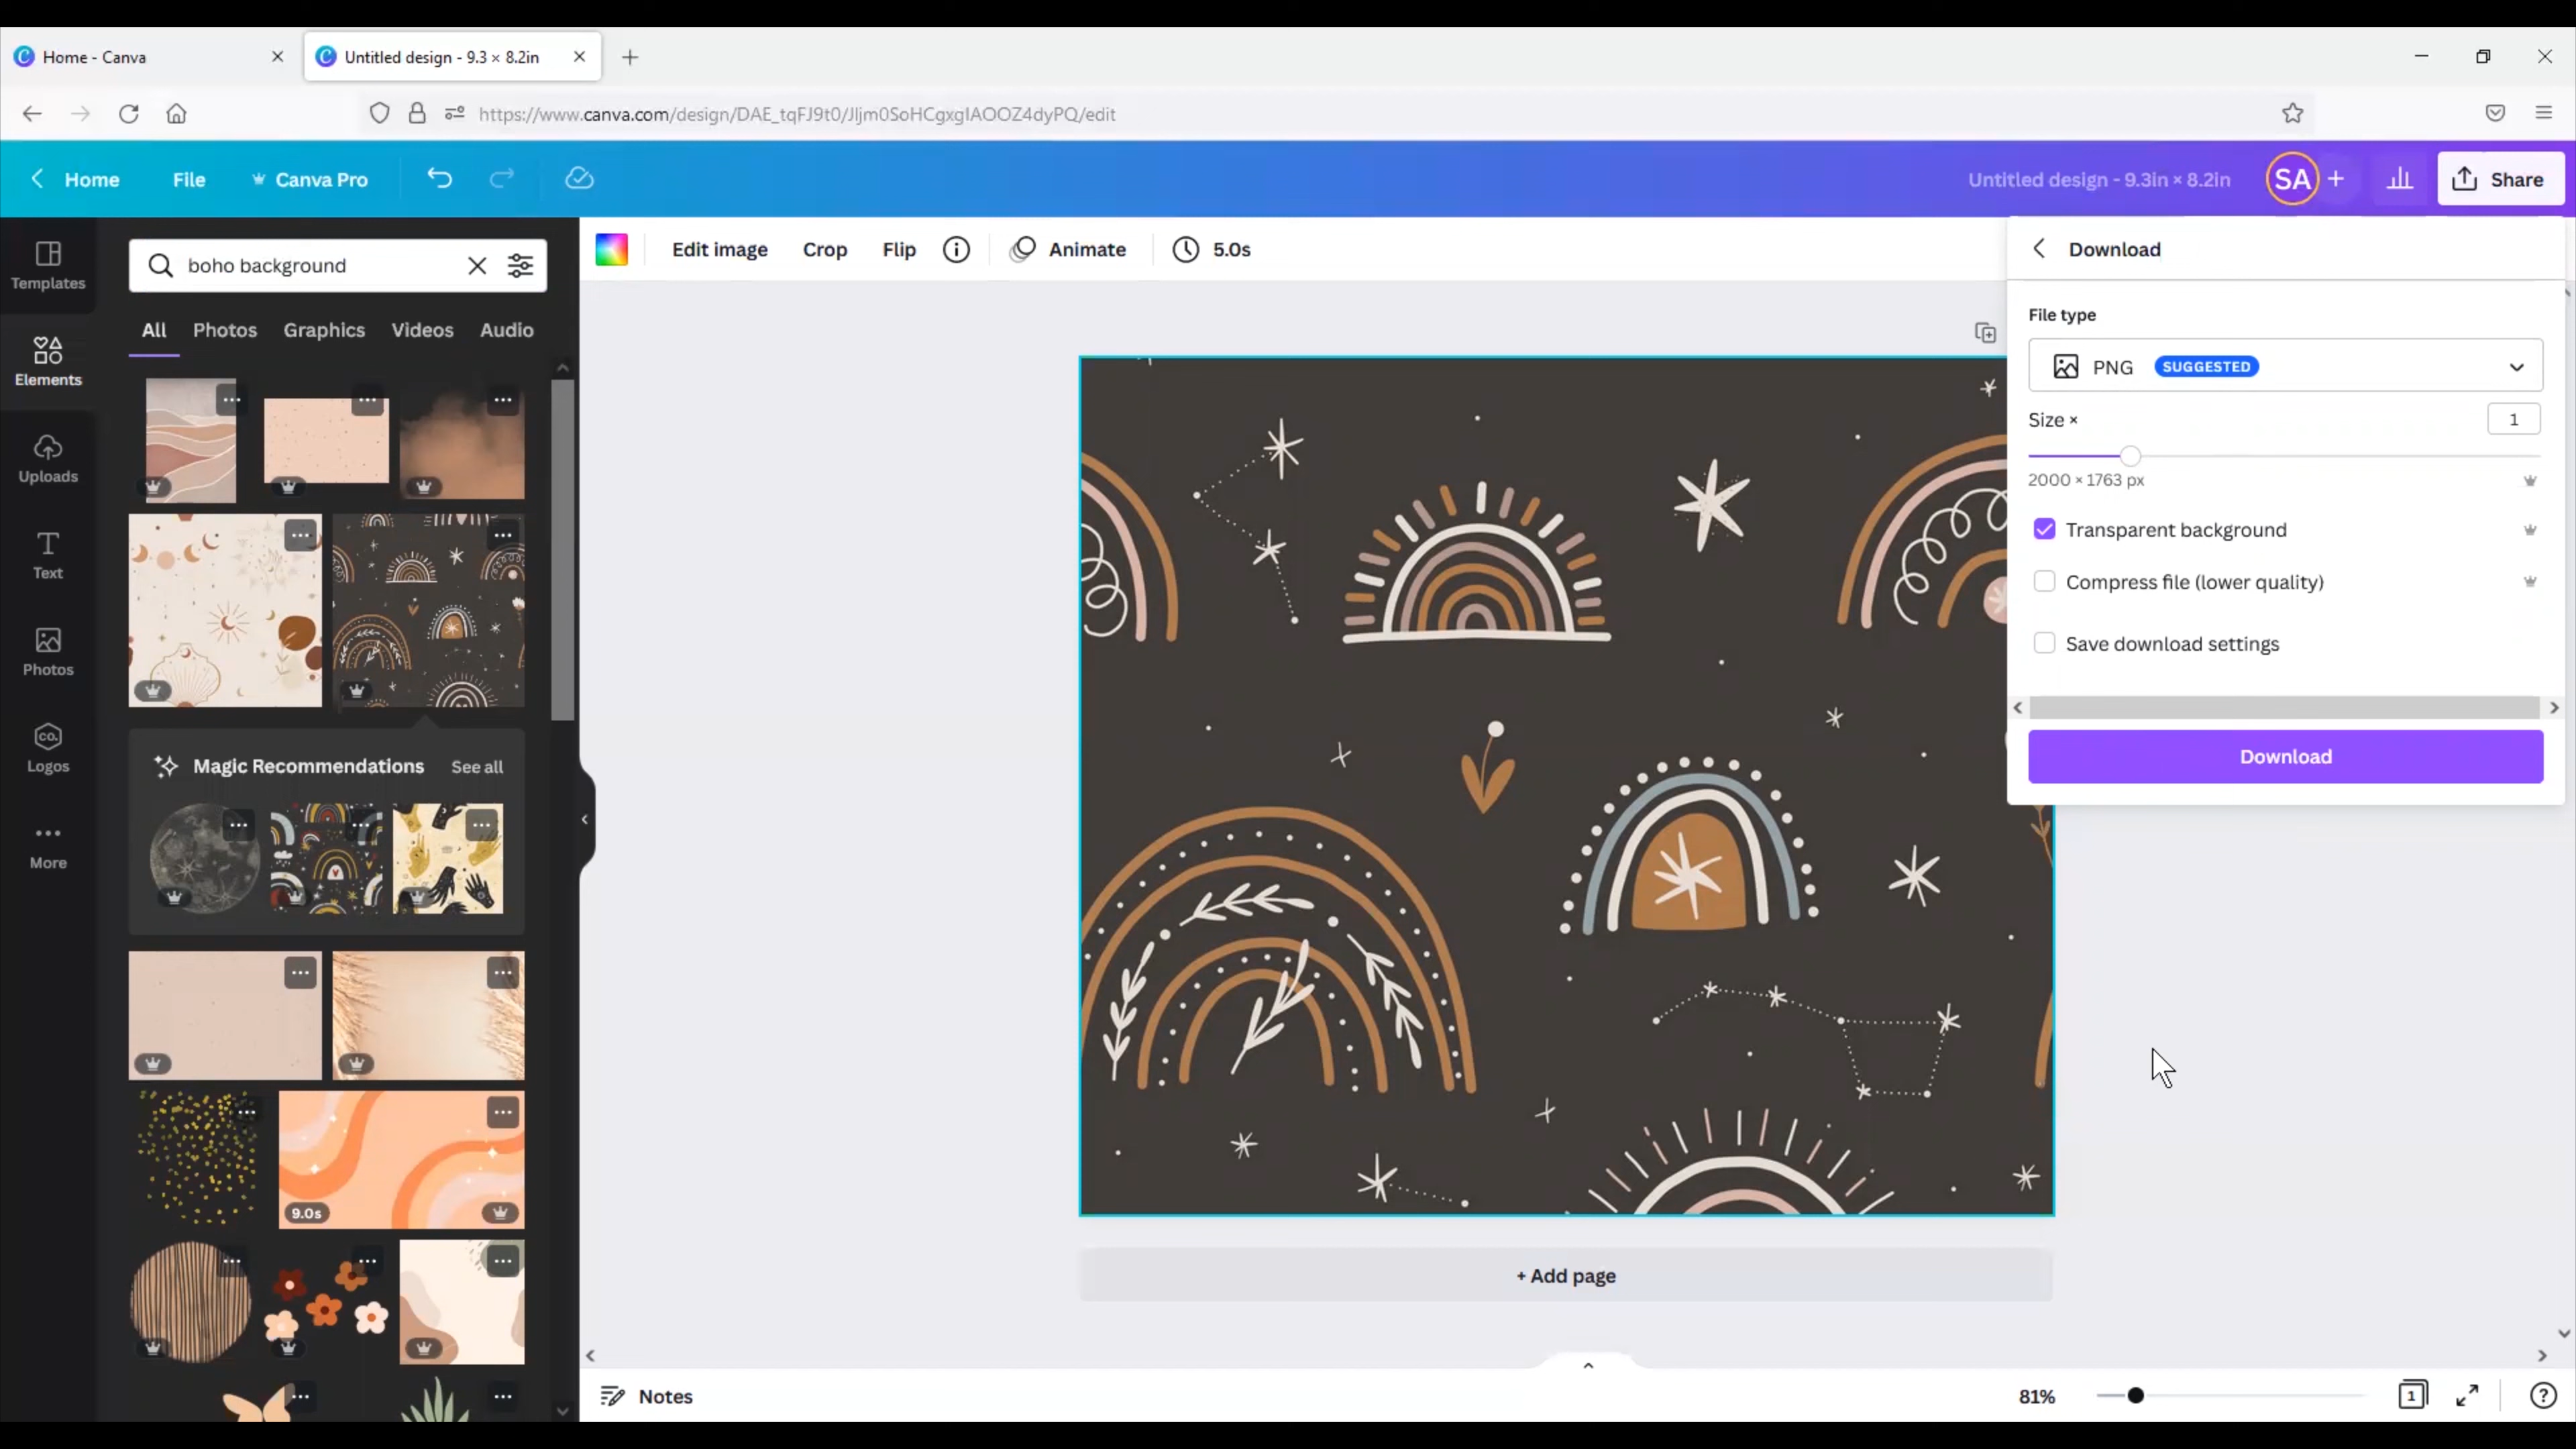 Home - Canva
Untitled design - 9.3 × 8.2in
https://www.canva.com/design/DAE_tqFJ9t0/JIjm0SoHCgxgIAOOZ4dyPQ/edit
Home
File
Canva Pro
Untitled design - 9.3in × 8.2in
SA
Share
Templates
Elements
Uploads
Text
Photos
CO.
Logos
More
boho background
All
Photos
Graphics
Videos
Audio
Magic Recommendations
See all
9.0s
Edit image
Crop
Flip
Animate
5.0s
Download
File type
PNG
SUGGESTED
Size ×
1
2000 × 1763 px
Transparent background
Compress file (lower quality)
Save download settings
Download
+ Add page
Notes
81%
1